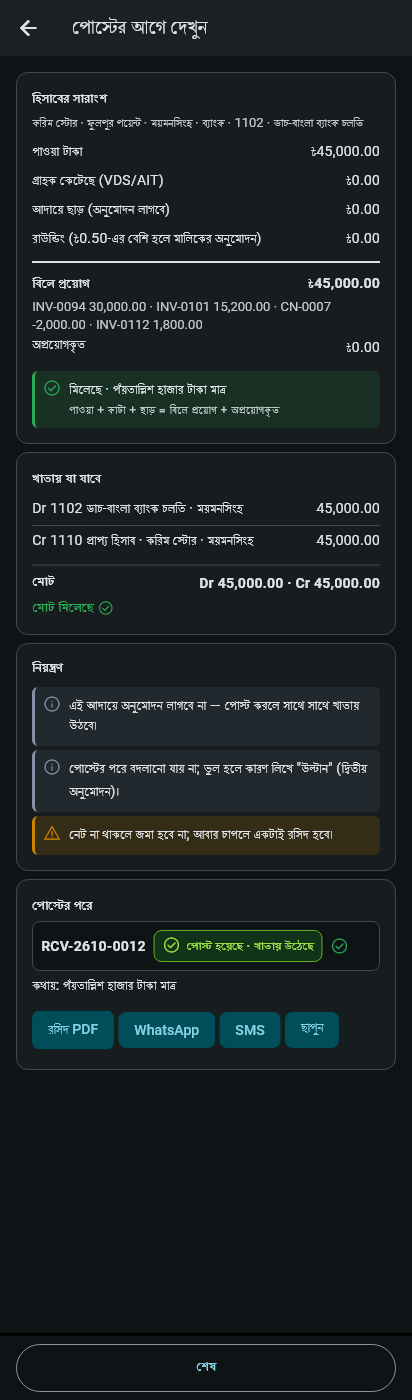 পোস্টের আগে দেখুন
হিসাবের সারাংশ
করিম স্টোর · ফুলপুর পয়েন্ট · ময়মনসিংহ · ব্যাংক · 1102 · ডাচ-বাংলা ব্যাংক চলতি
পাওয়া টাকা ৳45,000.00
গ্রাহক কেটেছে (VDS/AIT) ৳0.00
আদায়ে ছাড় (অনুমোদন লাগবে) ৳0.00
রাউন্ডিং (৳0.50-এর বেশি হলে মালিকের অনুমোদন) ৳0.00
বিলে প্রয়োগ ৳45,000.00
INV-0094 30,000.00 · INV-0101 15,200.00 · CN-0007
-2,000.00 · INV-0112 1,800.00
অপ্রয়োগকৃত ৳0.00
মিলেছে · পঁয়তাল্লিশ হাজার টাকা মাত্র
পাওয়া + কাটা + ছাড় = বিলে প্রয়োগ + অপ্রয়োগকৃত
খাতায় যা যাবে
Dr 1102 ডাচ-বাংলা ব্যাংক চলতি · ময়মনসিংহ 45,000.00
Cr 1110 প্রাপ্য হিসাব · করিম স্টোর · ময়মনসিংহ 45,000.00
মোট Dr 45,000.00 · Cr 45,000.00
মোট মিলেছে
নিয়ন্ত্রণ
এই আদায়ে অনুমোদন লাগবে না — পোস্ট করলে সাথে সাথে খাতায়
উঠবে।
পোস্টের পরে বদলানো যায় না; ভুল হলে কারণ লিখে "উল্টান" (দ্বিতীয়
অনুমোদন)।
নেট না থাকলে জমা হবে না; আবার চাপলে একটাই রসিদ হবে।
পোস্টের পরে
RCV-2610-0012 পোস্ট হয়েছে · খাতায় উঠেছে
কথায়: পঁয়তাল্লিশ হাজার টাকা মাত্র
রসিদ PDF WhatsApp SMS ছাপুন
শেষ